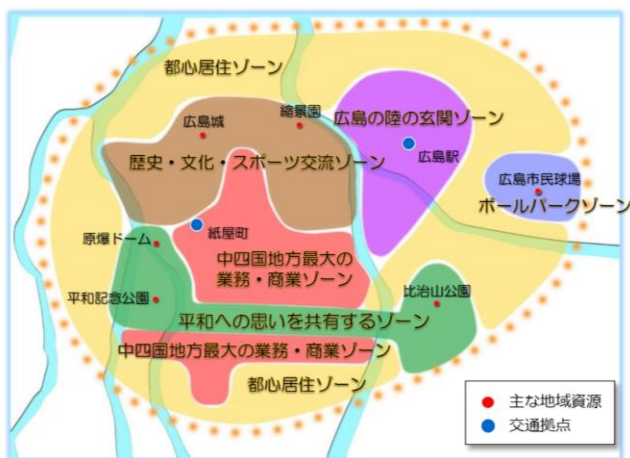 都心居住ゾーン
縮景園
広島城
広島の陸の玄関ゾーン
広島駅
歴史・文化・スポーツ交流ゾーン
広島市民球場
ボールパークゾーン
紙屋町
原爆ドーム
中四国地方最大の
業務・商業ゾーン
平和記念公園
比治山公園
平和への思いを共有するゾーン
中四国地方最大の業務・商業ゾーン
都心居住ゾーン
主な地域資源
交通拠点